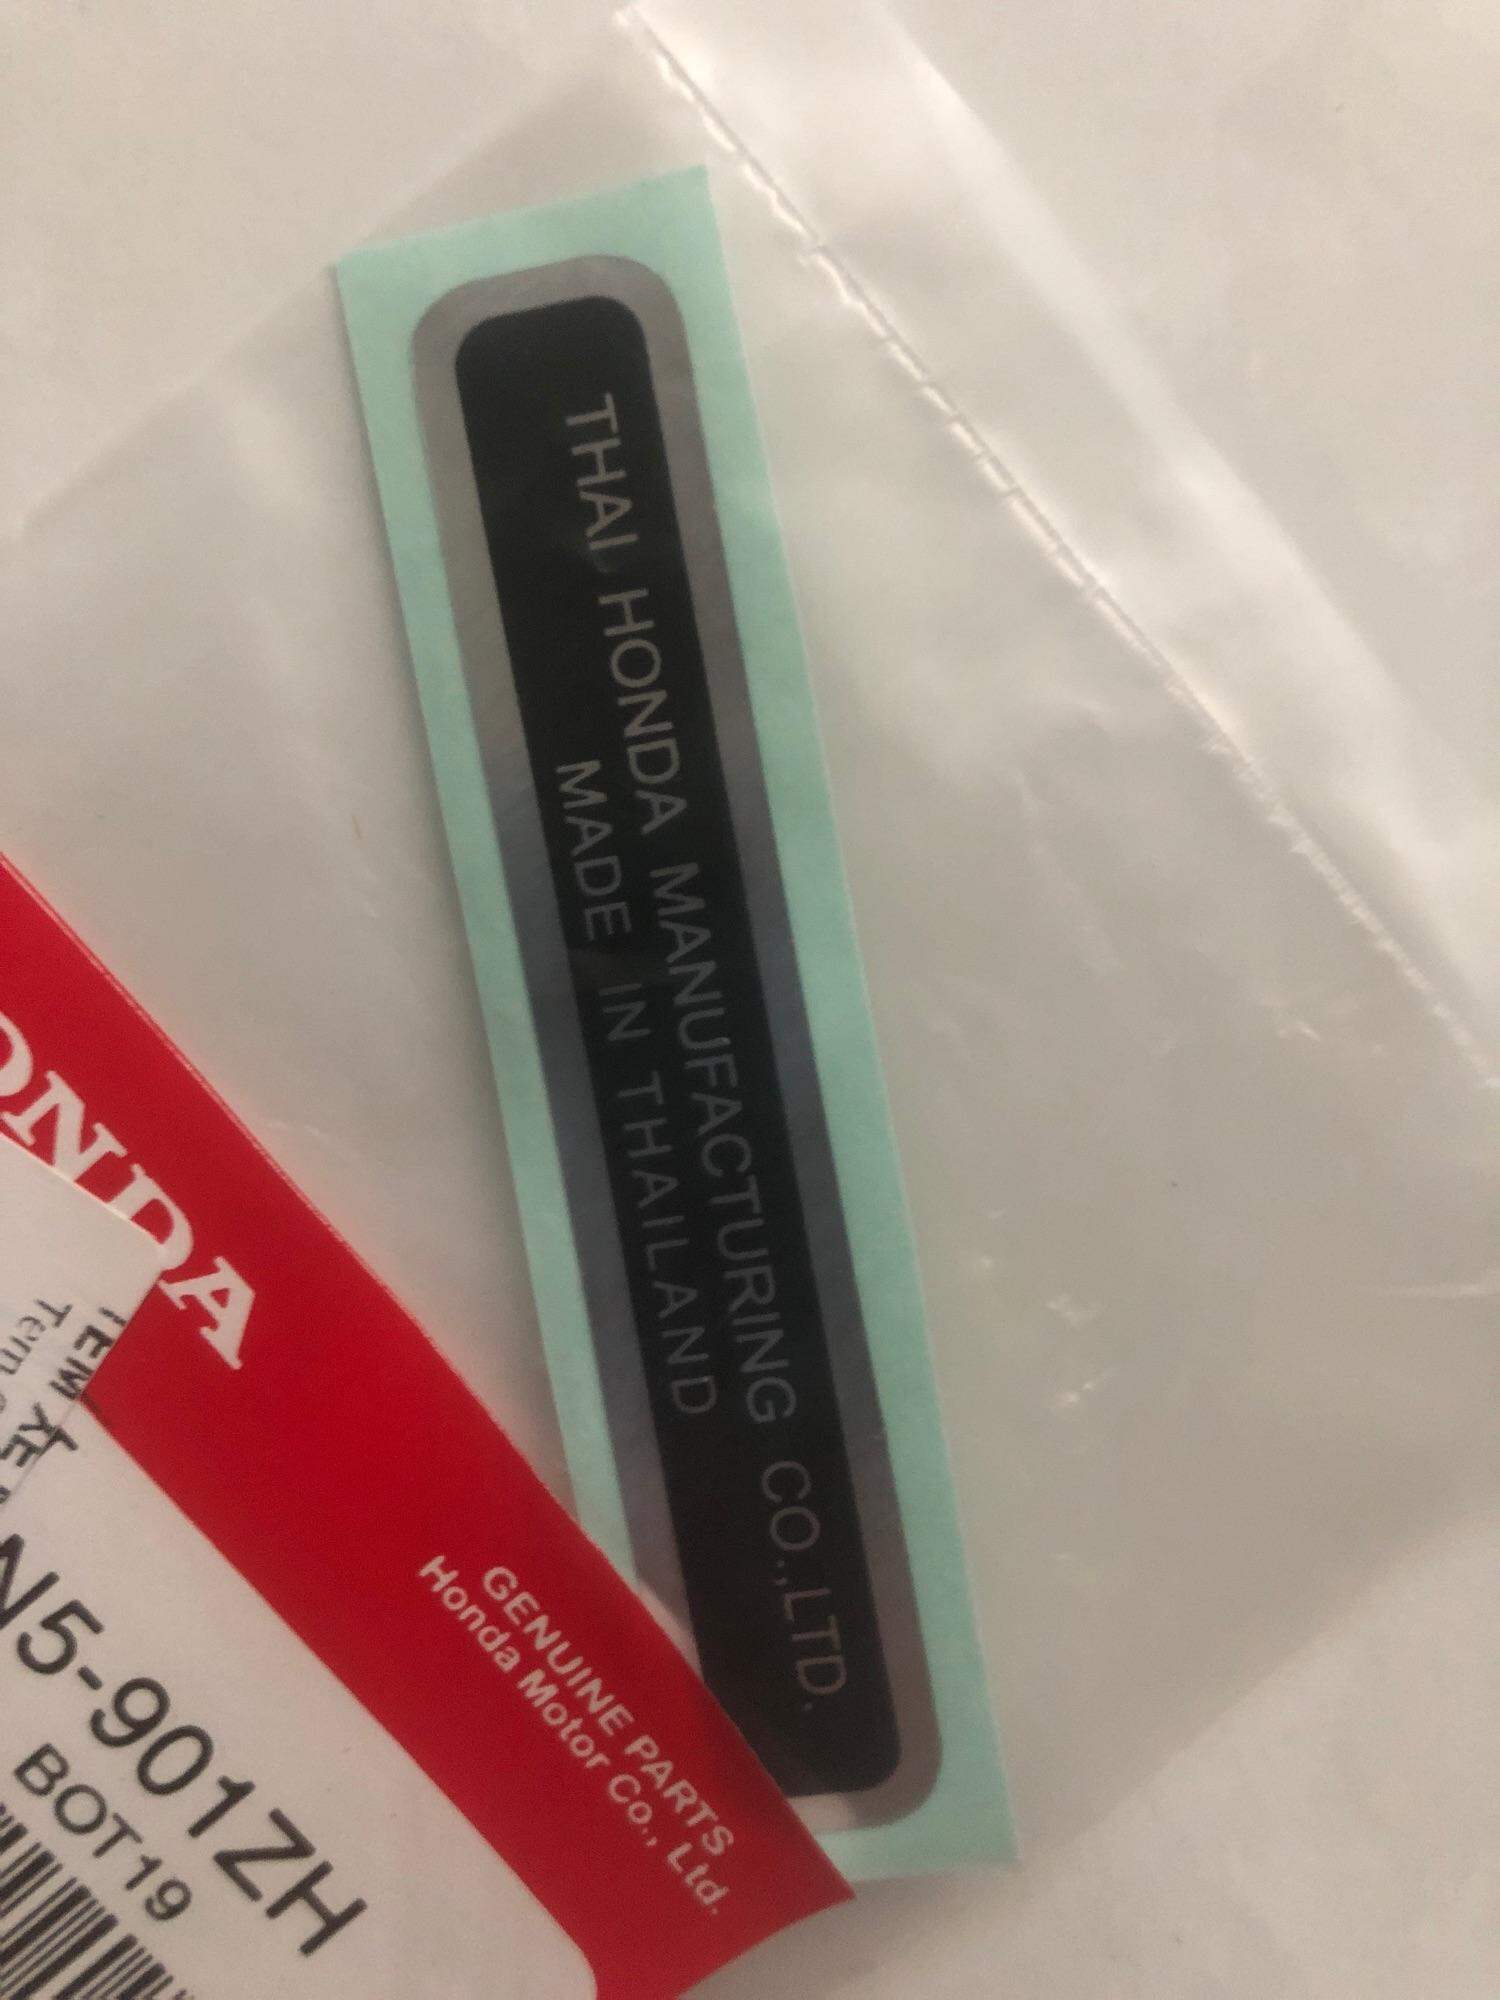 THAI HONDA MANUFACTURING CO.,LTD.
MADE IN THAILAND
GENUINE PARTS
Honda Motor Co., Ltd.
N5-901ZH
BOT19